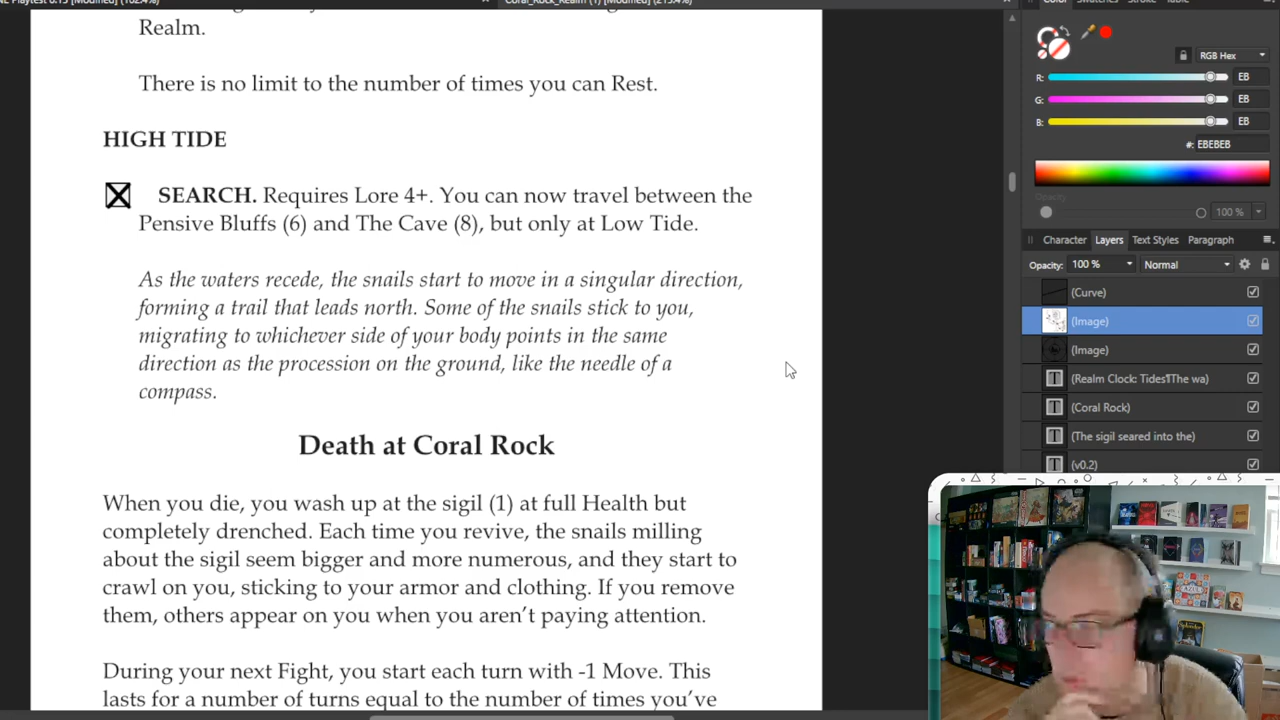 Coral_Rock_Realm (1) [Modified] (213.4%)
Realm.
There is no limit to the number of times you can Rest.
HIGH TIDE
SEARCH. Requires Lore 4+. You can now travel between the
Pensive Bluffs (6) and The Cave (8), but only at Low Tide.
As the waters recede, the snails start to move in a singular direction,
forming a trail that leads north. Some of the snails stick to you,
migrating to whichever side of your body points in the same
direction as the procession on the ground, like the needle of a
compass.
Death at Coral Rock
When you die, you wash up at the sigil (1) at full Health but
completely drenched. Each time you revive, the snails milling
about the sigil seem bigger and more numerous, and they start to
crawl on you, sticking to your armor and clothing. If you remove
them, others appear on you when you aren't paying attention.
During your next Fight, you start each turn with -1 Move. This
lasts for a number of turns equal to the number of times you've
Color Swatches Stroke Table
RGB Hex
R: EB
G: EB
B: EB
#: EBEBEB
Opacity: 100 %
Character Layers Text Styles Paragraph
Opacity: 100 % Normal
(Curve)
(Image)
(Image)
(Realm Clock: Tides¶The wa)
(Coral Rock)
(The sigil seared into the)
(v0.2)